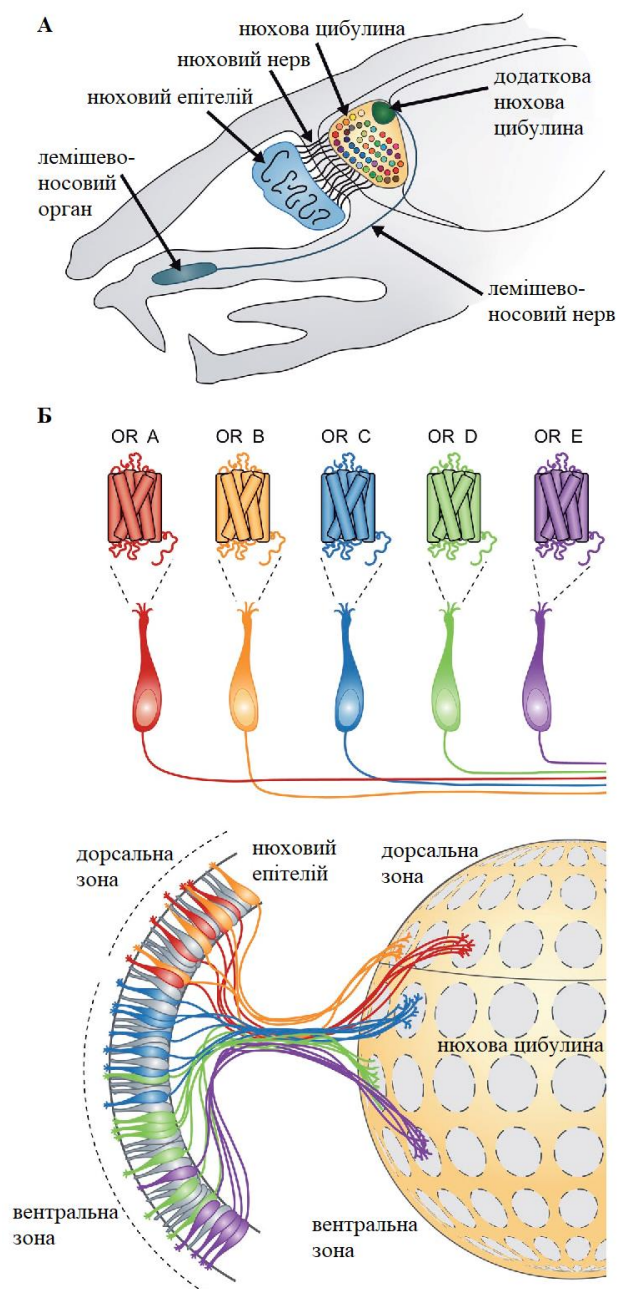 А
нюхова цибулина
нюховий нерв
нюховий епітелій
додаткова
нюхова
цибулина
лемішево-
носовий
орган
лемішево-
носовий нерв
Б
OR A
OR B
OR C
OR D
OR E
дорсальна
зона
нюховий
епітелій
дорсальна
зона
нюхова цибулина
вентральна
зона
вентральна
зона